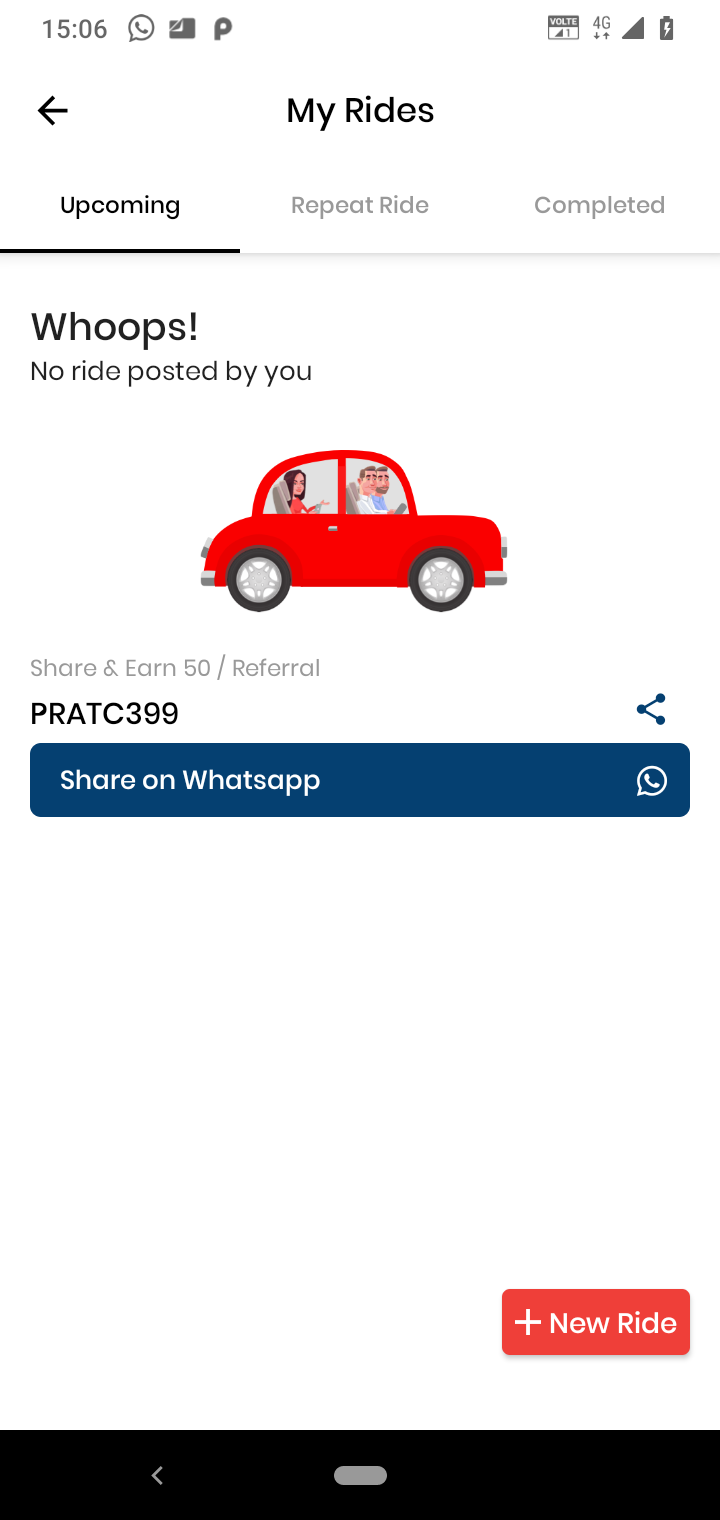 15:06
VOLTE 1 4G
My Rides
Upcoming Repeat Ride Completed
Whoops!
No ride posted by you
Share & Earn 50 / Referral
PRATC399
Share on Whatsapp
+ New Ride